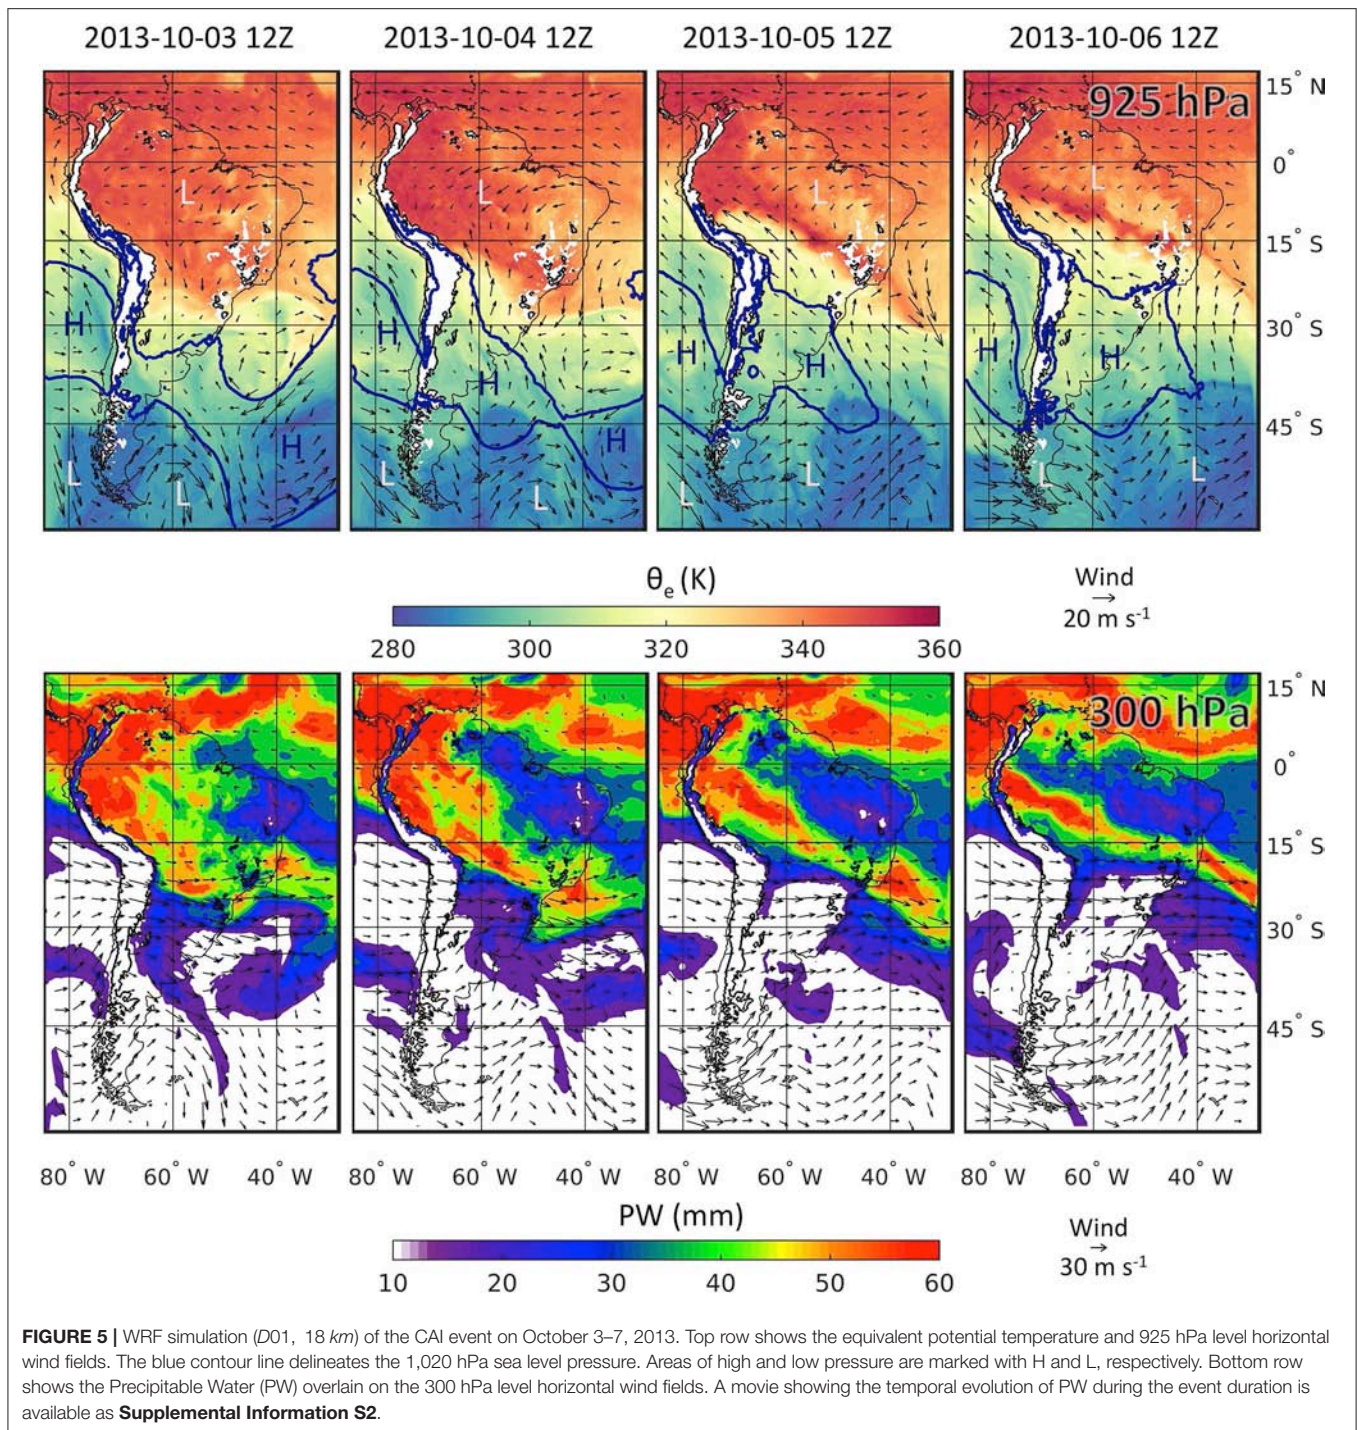 2013-10-03 12Z 2013-10-04 12Z 2013-10-05 12Z 2013-10-06 12Z
925 hPa
15° N
0°
15° S
30° S
45° S
L L L L
H H H H
H H H
H H
L L L L
L L L L
θe (K)
280 300 320 340 360
Wind
20 m s-1
300 hPa
15° N
0°
15° S
30° S
45° S
80° W 60° W 40° W 80° W 60° W 40° W 80° W 60° W 40° W 80° W 60° W 40° W
PW (mm)
10 20 30 40 50 60
Wind
30 m s-1
FIGURE 5 | WRF simulation (D01, 18 km) of the CAI event on October 3–7, 2013. Top row shows the equivalent potential temperature and 925 hPa level horizontal
wind fields. The blue contour line delineates the 1,020 hPa sea level pressure. Areas of high and low pressure are marked with H and L, respectively. Bottom row
shows the Precipitable Water (PW) overlain on the 300 hPa level horizontal wind fields. A movie showing the temporal evolution of PW during the event duration is
available as Supplemental Information S2.